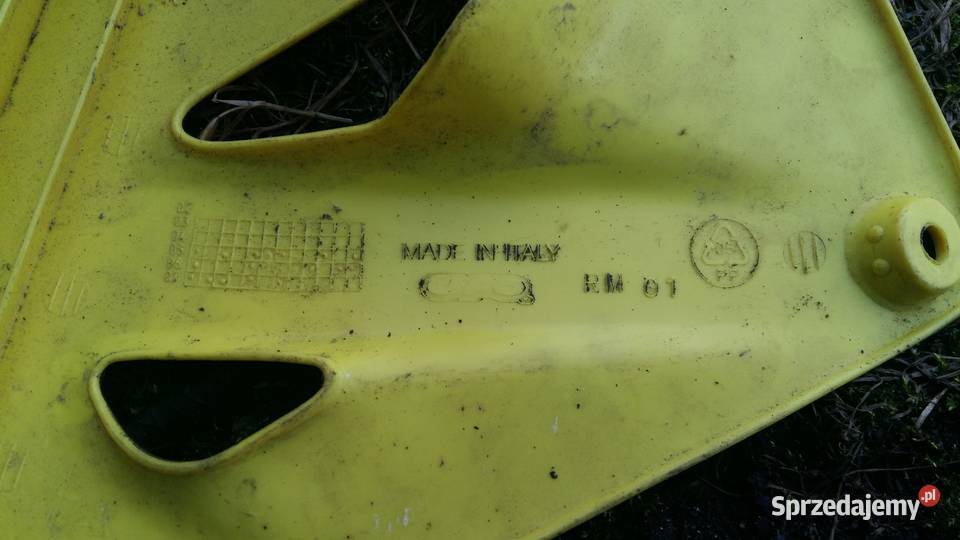 MADE IN ITALY
RM 01
PP
Sprzedajemy.pl